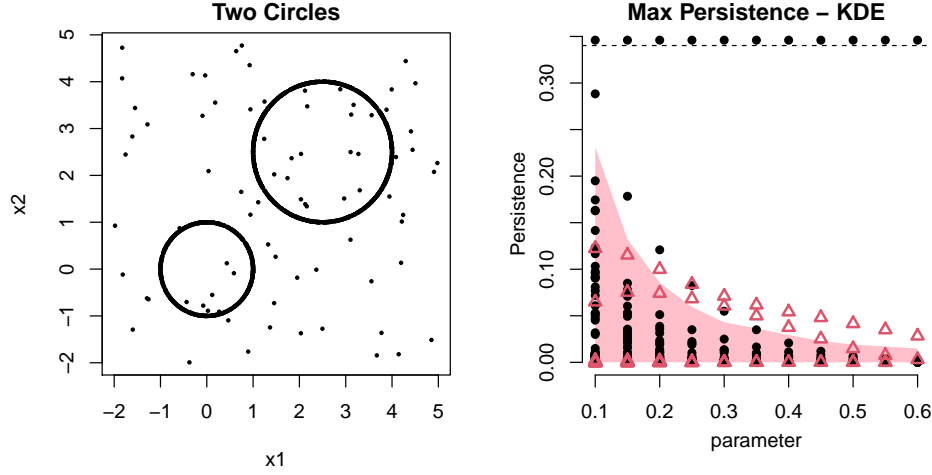 Two Circles
x2
5
4
3
2
1
0
−1
−2
−2 −1 0 1 2 3 4 5
x1
Max Persistence − KDE
Persistence
0.30
0.20
0.10
0.00
0.1 0.2 0.3 0.4 0.5 0.6
parameter